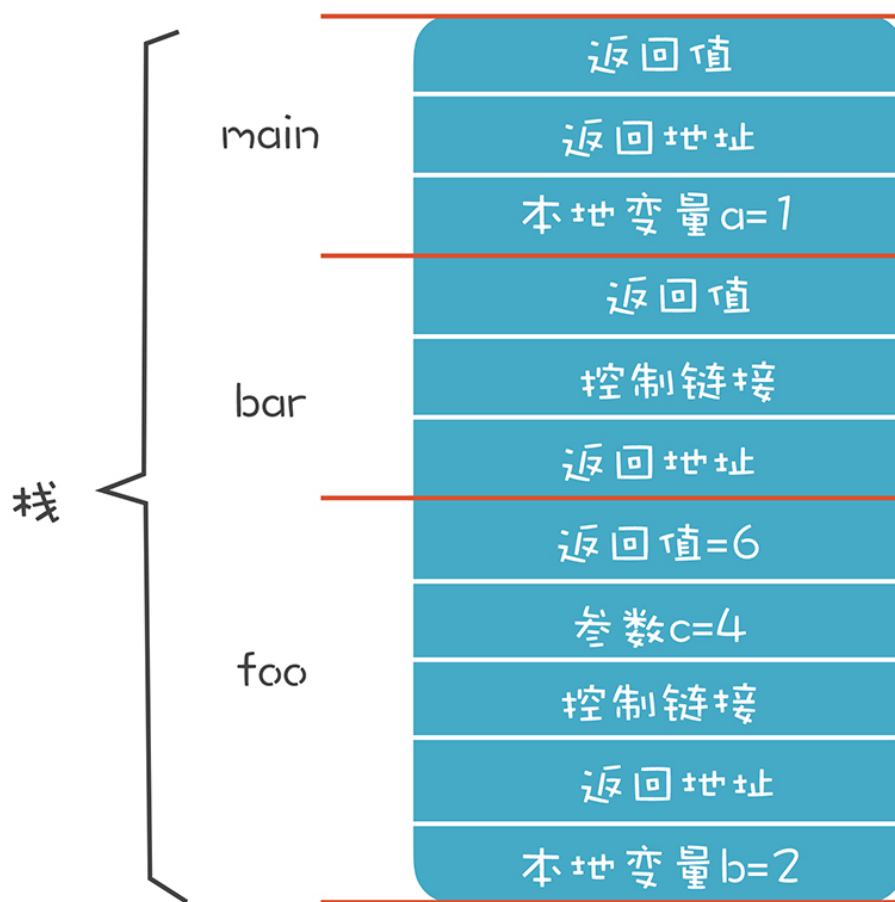 返回值
main
返回地址
本地变量a=1
返回值
bar
控制链接
返回地址
栈
返回值=6
参数c=4
foo
控制链接
返回地址
本地变量b=2